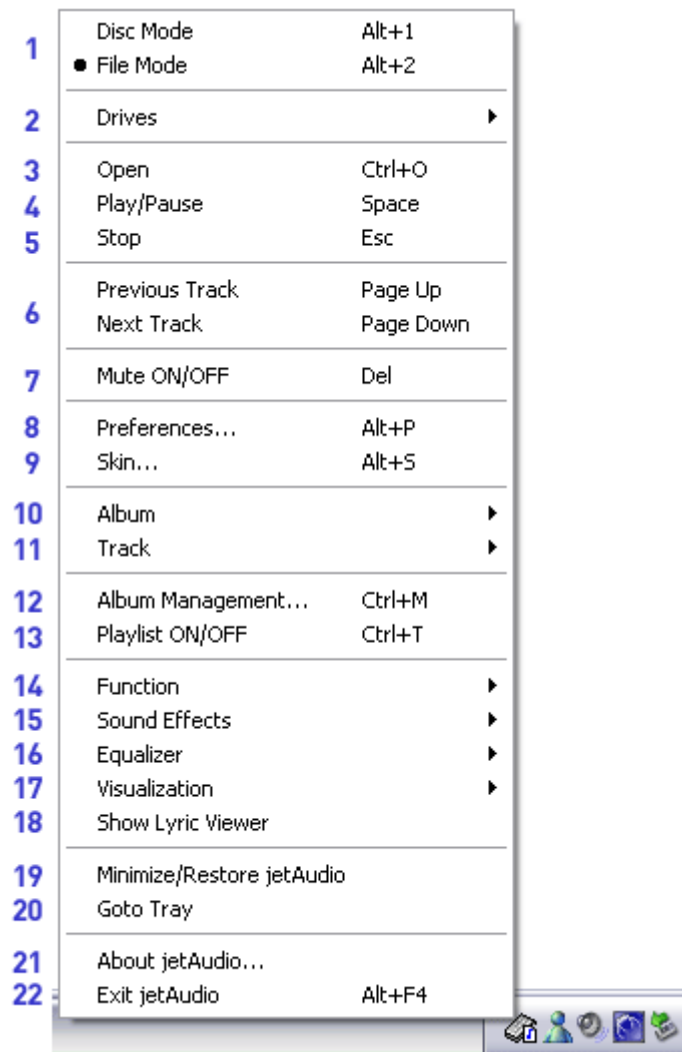 1 Disc Mode Alt+1
● File Mode Alt+2
2 Drives
3 Open Ctrl+O
4 Play/Pause Space
5 Stop Esc
6 Previous Track Page Up
Next Track Page Down
7 Mute ON/OFF Del
8 Preferences... Alt+P
9 Skin... Alt+S
10 Album
11 Track
12 Album Management... Ctrl+M
13 Playlist ON/OFF Ctrl+T
14 Function
15 Sound Effects
16 Equalizer
17 Visualization
18 Show Lyric Viewer
19 Minimize/Restore jetAudio
20 Goto Tray
21 About jetAudio...
22 Exit jetAudio Alt+F4